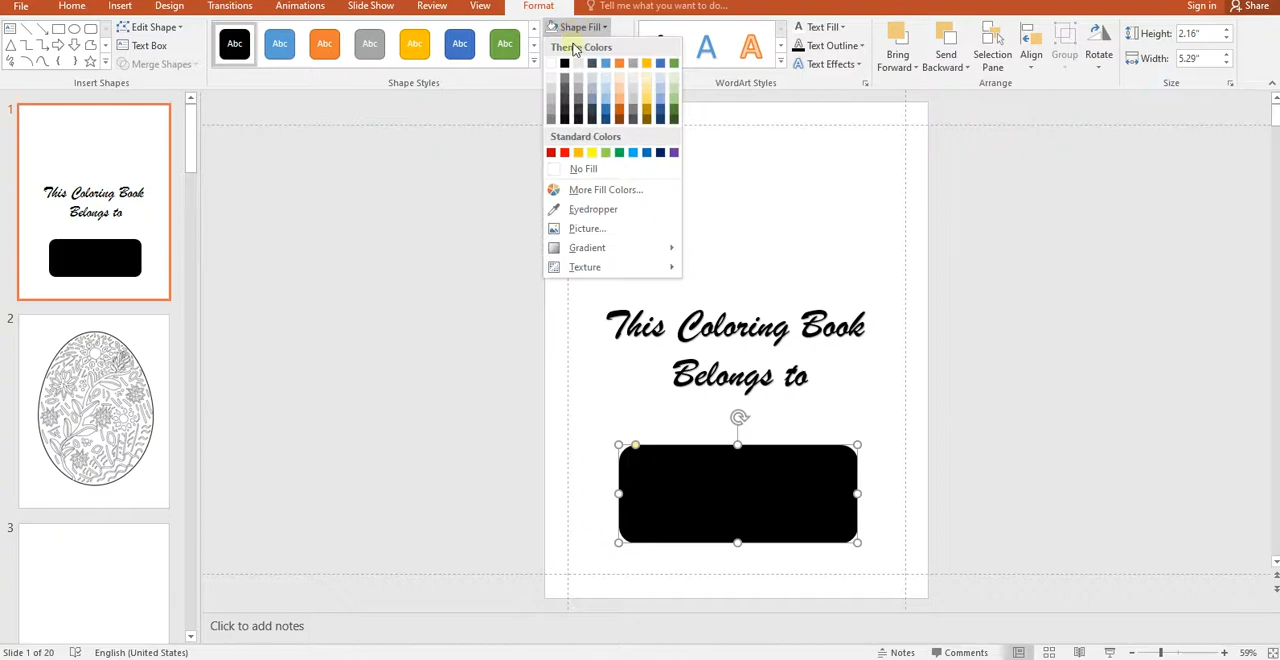 File Home Insert Design Transitions Animations Slide Show Review View Format Tell me what you want to do... Sign in Share
Edit Shape
Text Box
Merge Shapes
Insert Shapes
Abc Abc Abc Abc Abc Abc Abc
Shape Styles
Shape Fill
Theme Colors
Standard Colors
No Fill
More Fill Colors...
Eyedropper
Picture...
Gradient
Texture
A A
WordArt Styles
Text Fill
Text Outline
Text Effects
Bring Forward
Send Backward
Selection Pane
Align
Group
Rotate
Arrange
Height: 2.16"
Width: 5.29"
Size
1
This Coloring Book
Belongs to
2
3
This Coloring Book
Belongs to
Click to add notes
Slide 1 of 20 English (United States) Notes Comments 59%